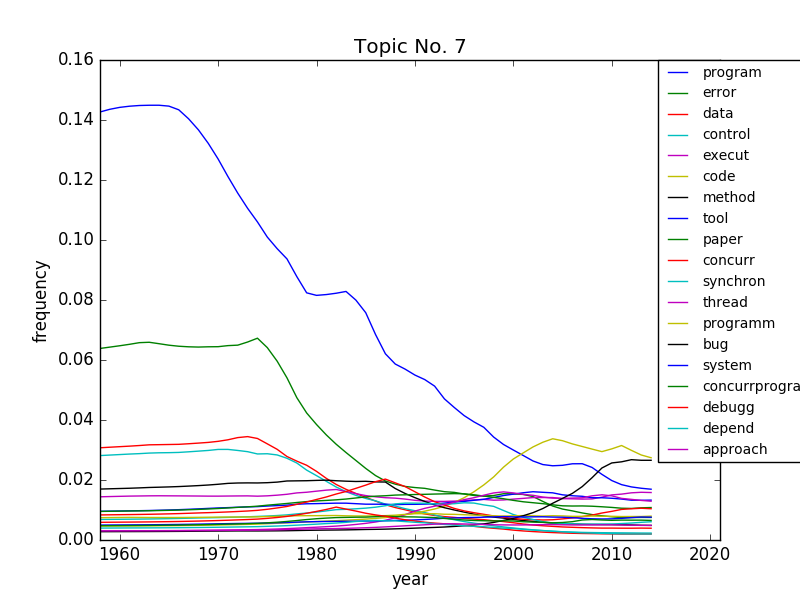 Topic No. 7
0.16
0.14
0.12
0.10
0.08
0.06
0.04
0.02
0.00
frequency
1960
1970
1980
1990
2000
2010
2020
year
program
error
data
control
execut
code
method
tool
paper
concurr
synchron
thread
programm
bug
system
concurrprogra
debugg
depend
approach